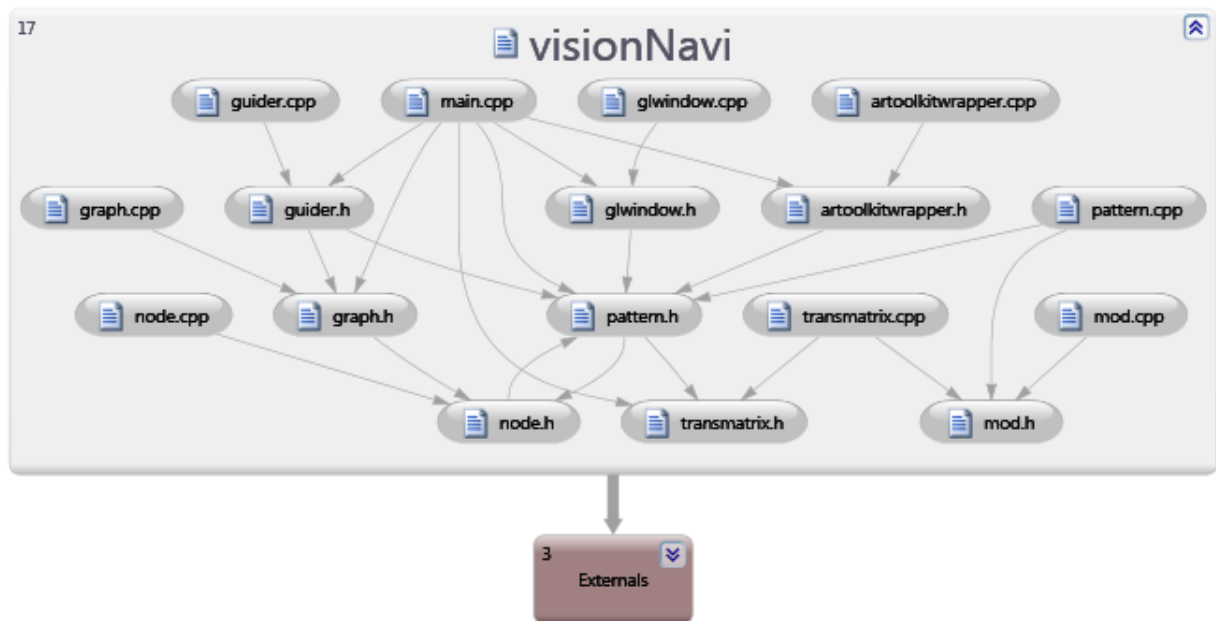 17
visionNavi
guider.cpp
main.cpp
glwindow.cpp
artoolkitwrapper.cpp
graph.cpp
guider.h
glwindow.h
artoolkitwrapper.h
pattern.cpp
node.cpp
graph.h
pattern.h
transmatrix.cpp
mod.cpp
node.h
transmatrix.h
mod.h
3
Externals